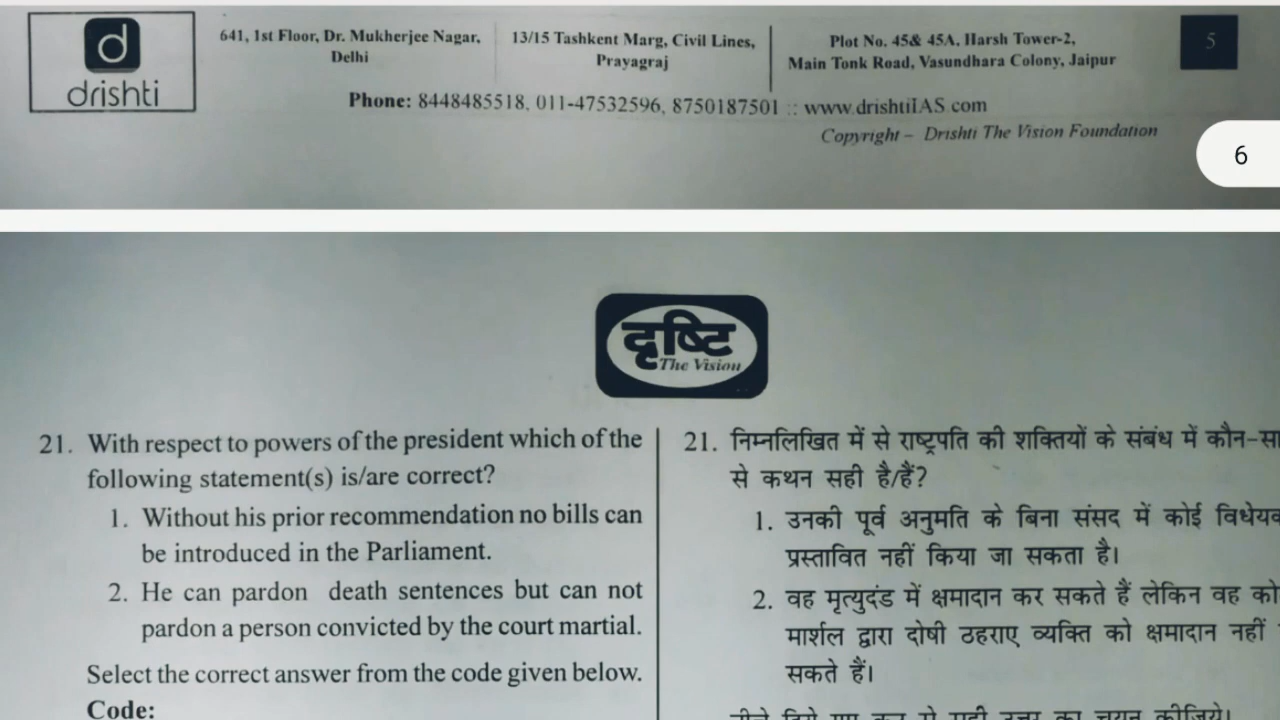 641, 1st Floor, Dr. Mukherjee Nagar,
Delhi
13/15 Tashkent Marg, Civil Lines,
Prayagraj
Plot No. 45& 45A, Harsh Tower-2,
Main Tonk Road, Vasundhara Colony, Jaipur
5
d
drishti
Phone: 8448485518, 011-47532596, 8750187501 :: www.drishtiIAS.com
Copyright – Drishti The Vision Foundation
6
दृष्टि
The Vision
21. With respect to powers of the president which of the
following statement(s) is/are correct?
1. Without his prior recommendation no bills can
be introduced in the Parliament.
2. He can pardon death sentences but can not
pardon a person convicted by the court martial.
Select the correct answer from the code given below.
Code:
21. निम्नलिखित में से राष्ट्रपति की शक्तियों के संबंध में कौन-सा
से कथन सही है/हैं?
1. उनकी पूर्व अनुमति के बिना संसद में कोई विधेयक
प्रस्तावित नहीं किया जा सकता है।
2. वह मृत्युदंड में क्षमादान कर सकते हैं लेकिन वह को
मार्शल द्वारा दोषी ठहराए व्यक्ति को क्षमादान नहीं
सकते हैं।